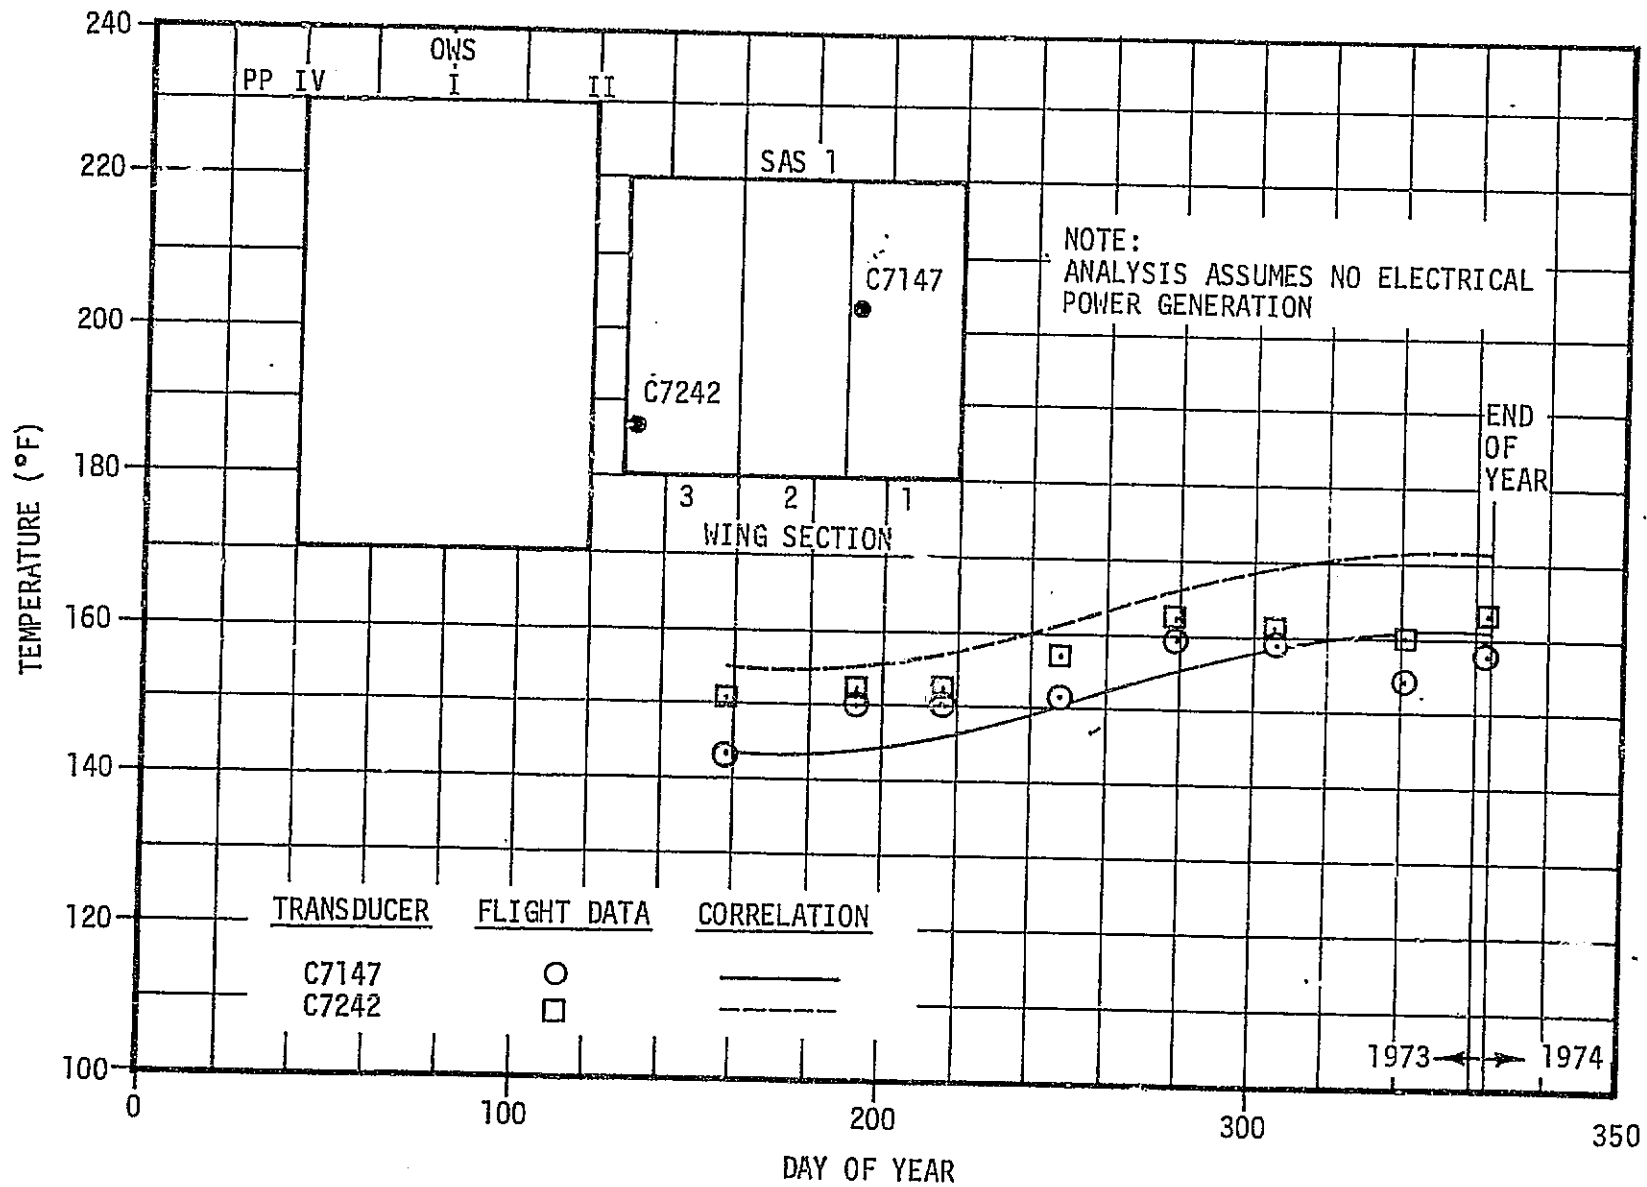 240
220
200
180
160
140
120
100
TEMPERATURE (°F)
OWS
PP IV I II
SAS 1
C7147
C7242
3 2 1
WING SECTION
NOTE:
ANALYSIS ASSUMES NO ELECTRICAL
POWER GENERATION
END
OF
YEAR
TRANSDUCER FLIGHT DATA CORRELATION
C7147
C7242
1973 1974
0 100 200 300 350
DAY OF YEAR